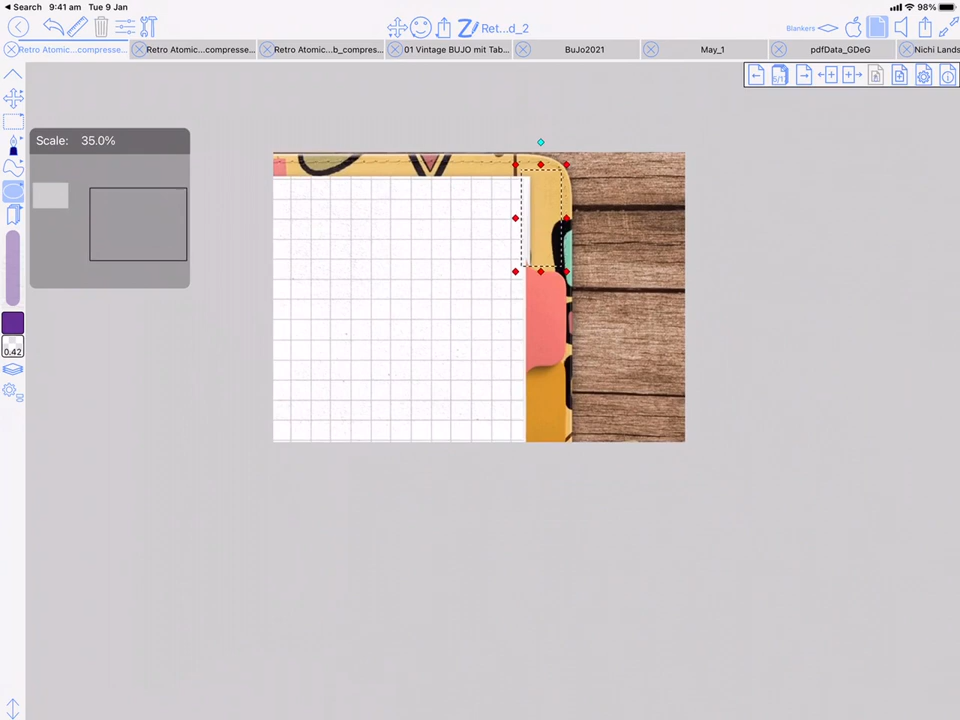 Search 9:41 am Tue 9 Jan 98%
Ret...d_2 Blankers
Retro Atomic...compresse... Retro Atomic...compresse... Retro Atomic...b_compres... 01 Vintage BUJO mit Tab... BuJo2021 May_1 pdfData_GDeG Nichi Lands
Scale: 35.0%
0.42